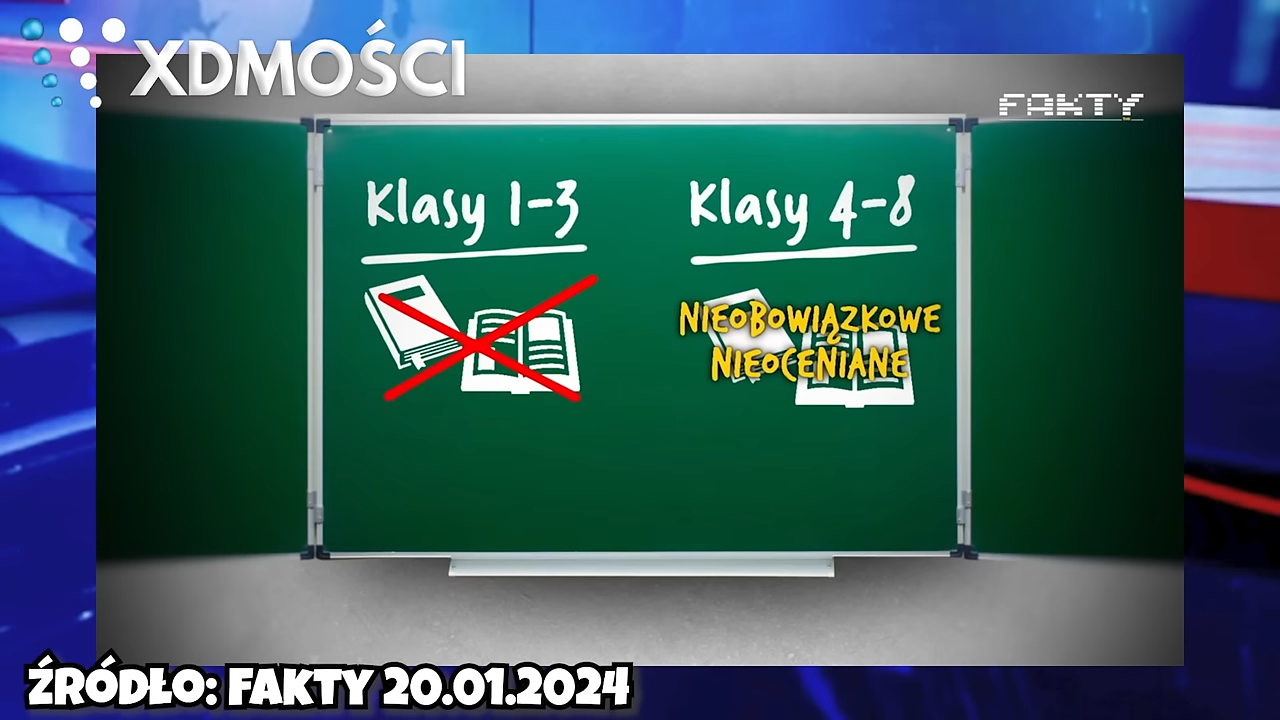 XDMOŚCI
FAKTY
Klasy 1-3
Klasy 4-8
NIEOBOWIĄZKOWE
NIEOCENIANE
ŹRÓDŁO: FAKTY 20.01.2024